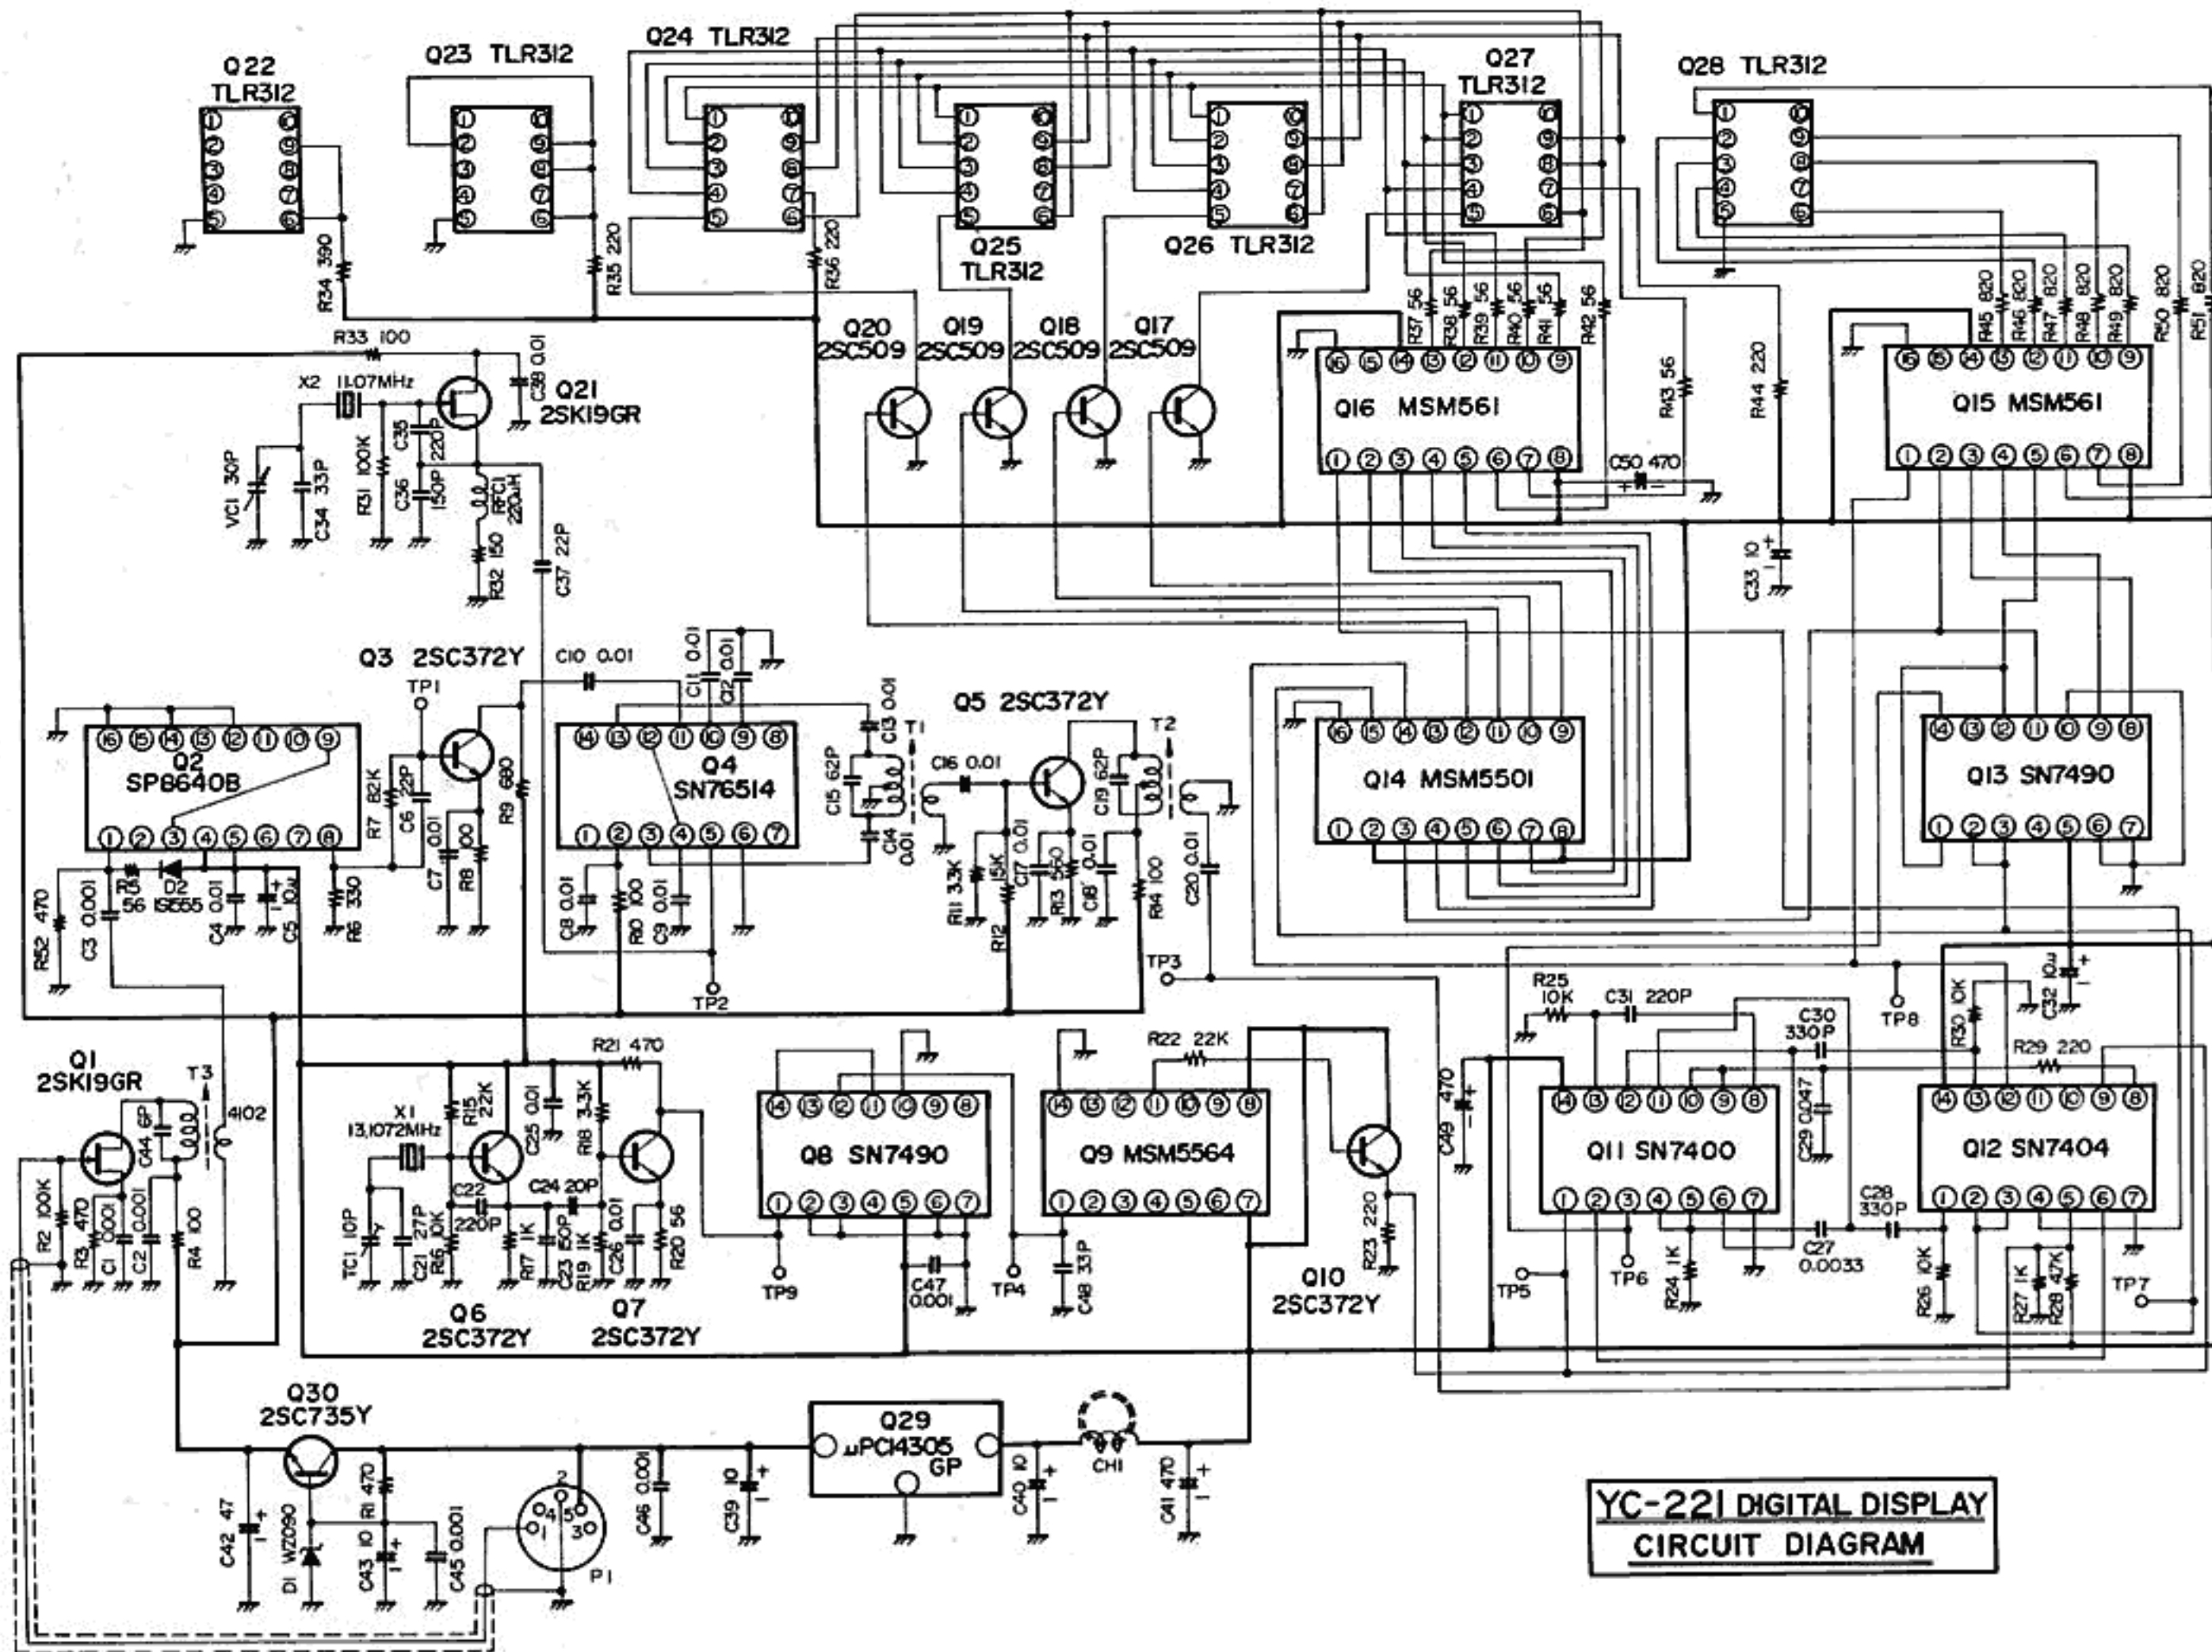 Q22
TLR312
Q23 TLR312
Q24 TLR312
Q25
TLR312
Q26 TLR312
Q27
TLR312
Q28 TLR312
R34 390
R35 220
R36 220
R33 100
X2 11.07MHz
Q21
2SK19GR
C38 0.01
VC1 30P
C34 33P
R31 100K
C35
220P
C36
150P
RFC1
220μH
R32 150
C37 22P
Q20
2SC509
Q19
2SC509
Q18
2SC509
Q17
2SC509
R37 56
R38 56
R39 56
R40 56
R41 56
R42 56
R43 56
R44 220
R45 820
R46 820
R47 820
R48 820
R49 820
R50 820
R51 820
Q16 MSM561
Q15 MSM561
C50 470
C33 10
Q3 2SC372Y
TP1
C10 0.01
C11 0.01
C12 0.01
C13 0.01
T1
Q5 2SC372Y
T2
Q2
SP8640B
R7 82K
C6 22P
C7 0.01
R8 100
R9 680
Q4
SN76514
C15 62P
C14
0.01
C16 0.01
C19 62P
Q14 MSM5501
Q13 SN7490
R52 470
C3 0.001
R5
56
D2
1S555
C4 0.01
C5 10μ
R6 330
C8 0.01
R10 100
C9 0.01
TP2
R11 3.3K
R12
15K
C17 0.01
R13 560
C18 0.01
R14 100
C20 0.01
TP3
Q1
2SK19GR
T3
4102
C44 6P
R2 100K
R3 470
C1 0.001
C2 0.001
R4 100
X1
13.1072MHz
R15
22K
C25 0.01
R18 3.3K
R21 470
TC1 10P
C21 27P
R16 10K
C22
220P
R17 1K
C23 150P
C24 20P
R19 1K
C26 0.01
R20 56
Q6
2SC372Y
Q7
2SC372Y
Q8 SN7490
Q9 MSM5564
R22 22K
TP9
C47
0.001
TP4
C48 33P
R23 220
Q10
2SC372Y
C49 470
R25
10K
C31 220P
C30
330P
TP8
R30 10K
C32 10μ
R29 220
C29 0.047
Q11 SN7400
Q12 SN7404
TP5
TP6
R24 1K
C27
0.0033
C28
330P
R26 10K
R27 1K
R28 47K
TP7
Q30
2SC735Y
C42 47
D1 WZ090
R1 470
C43 10
C45 0.001
P1
C46 0.001
C39 10
Q29
μPC14305
GP
C40 10
CH1
C41 470
YC-221 DIGITAL DISPLAY
CIRCUIT DIAGRAM